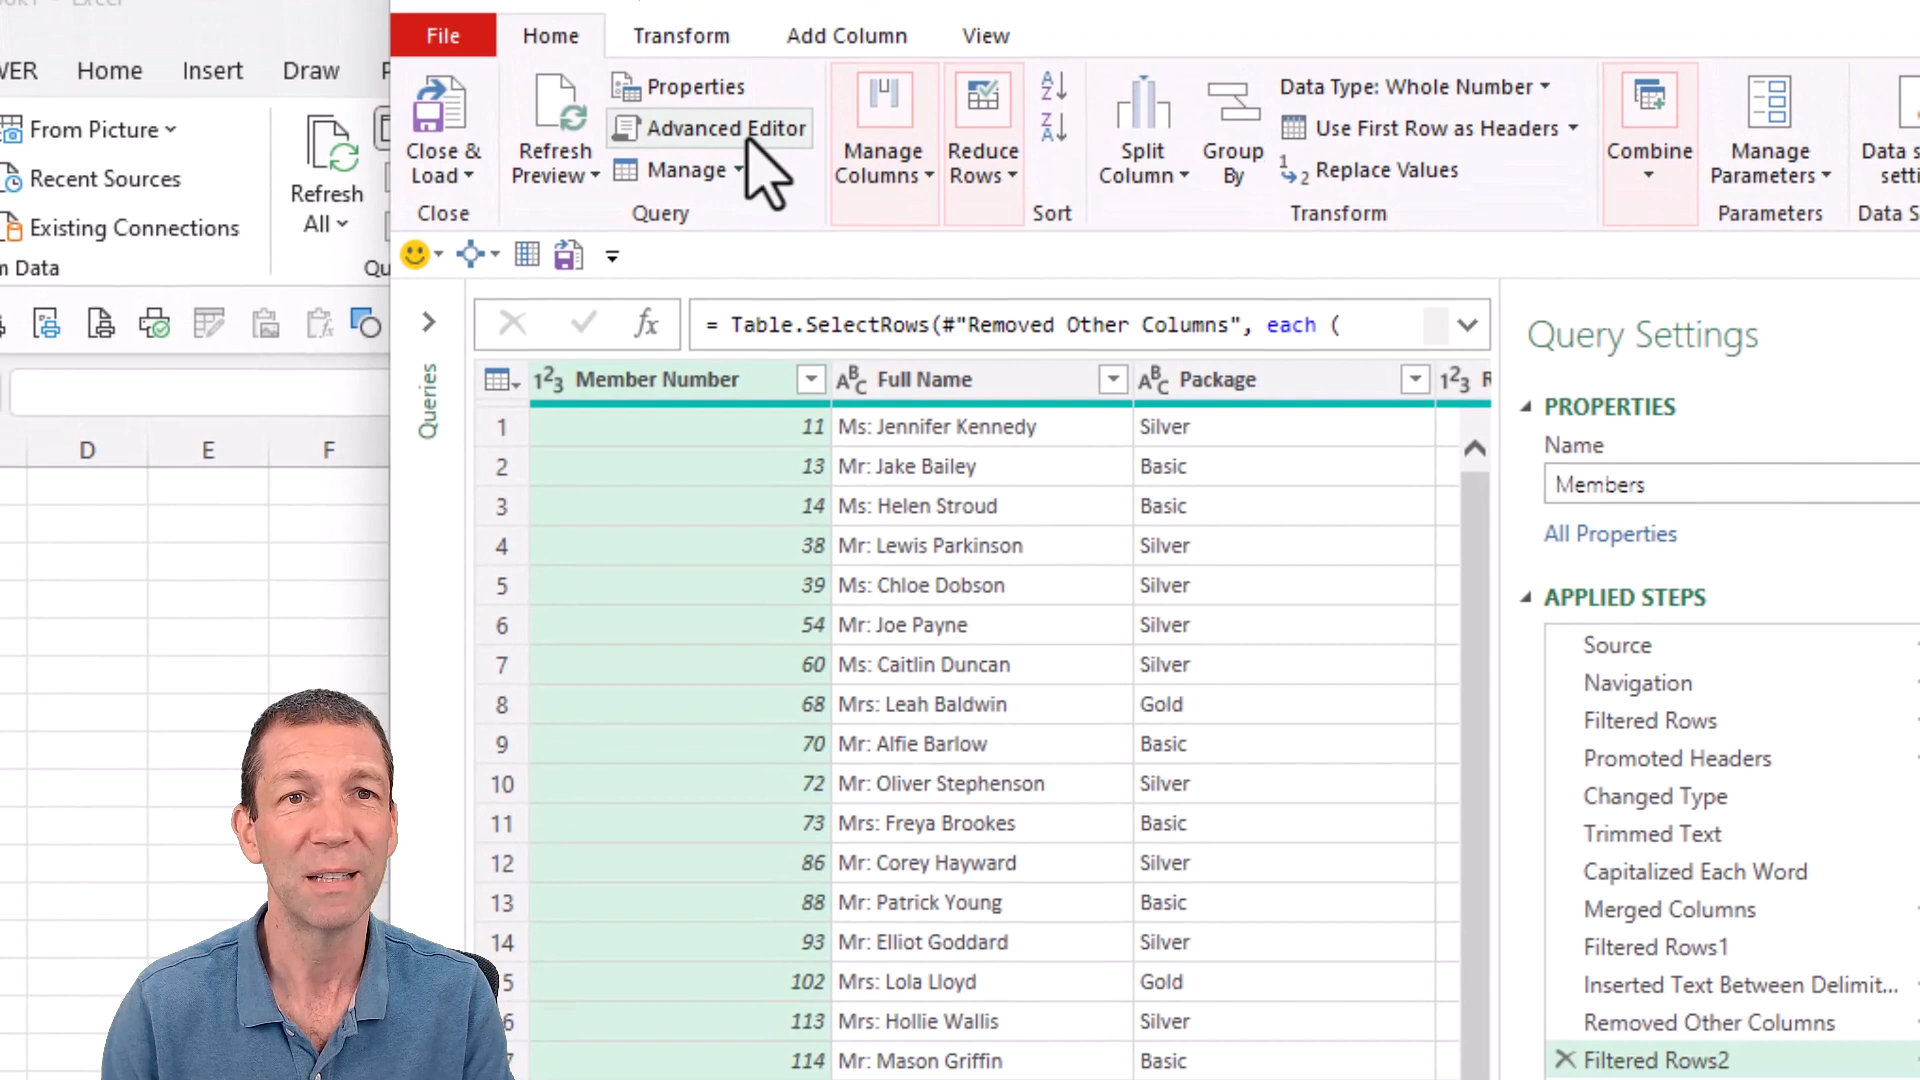 File Home Transform Add Column View
WER Home Insert Draw
From Picture
Recent Sources
Existing Connections
Refresh
All
Close &
Load
Close
Refresh
Preview
Properties
Advanced Editor
Manage
Query
Manage
Columns
Reduce
Rows
Sort
Split
Column
Group
By
Data Type: Whole Number
Use First Row as Headers
Replace Values
Transform
Combine
Manage
Parameters
Parameters
Data
Data
D E F
Queries
fx = Table.SelectRows(#"Removed Other Columns", each (
Member Number Full Name Package
1 11 Ms: Jennifer Kennedy Silver
2 13 Mr: Jake Bailey Basic
3 14 Ms: Helen Stroud Basic
4 38 Mr: Lewis Parkinson Silver
5 39 Ms: Chloe Dobson Silver
6 54 Mr: Joe Payne Silver
7 60 Ms: Caitlin Duncan Silver
8 68 Mrs: Leah Baldwin Gold
9 70 Mr: Alfie Barlow Basic
10 72 Mr: Oliver Stephenson Silver
11 73 Mrs: Freya Brookes Basic
12 86 Mr: Corey Hayward Silver
13 88 Mr: Patrick Young Basic
14 93 Mr: Elliot Goddard Silver
5 102 Mrs: Lola Lloyd Gold
6 113 Mrs: Hollie Wallis Silver
7 114 Mr: Mason Griffin Basic
Query Settings
PROPERTIES
Name
Members
All Properties
APPLIED STEPS
Source
Navigation
Filtered Rows
Promoted Headers
Changed Type
Trimmed Text
Capitalized Each Word
Merged Columns
Filtered Rows1
Inserted Text Between Delimit...
Removed Other Columns
Filtered Rows2